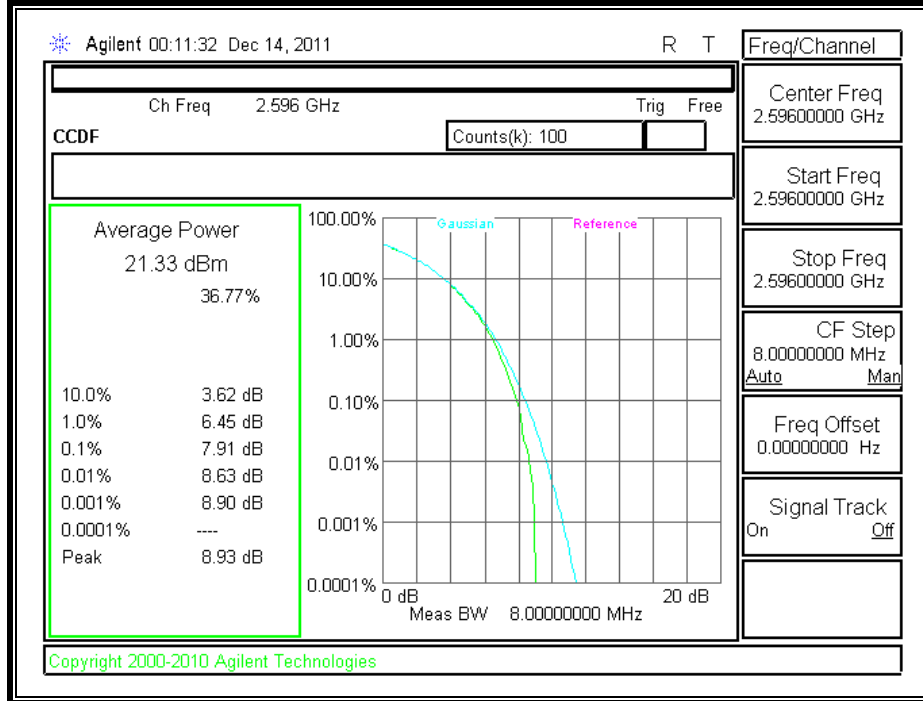 Agilent 00:11:32 Dec 14, 2011 R T
Ch Freq 2.596 GHz Trig Free
CCDF Counts(k): 100
Average Power
21.33 dBm
36.77%
10.0% 3.62 dB
1.0% 6.45 dB
0.1% 7.91 dB
0.01% 8.63 dB
0.001% 8.90 dB
0.0001% ----
Peak 8.93 dB
Gaussian Reference
100.00%
10.00%
1.00%
0.10%
0.01%
0.001%
0.0001%
0 dB 20 dB
Meas BW 8.00000000 MHz
Freq/Channel
Center Freq
2.59600000 GHz
Start Freq
2.59600000 GHz
Stop Freq
2.59600000 GHz
CF Step
8.00000000 MHz
Auto Man
Freq Offset
0.00000000 Hz
Signal Track
On Off
Copyright 2000-2010 Agilent Technologies